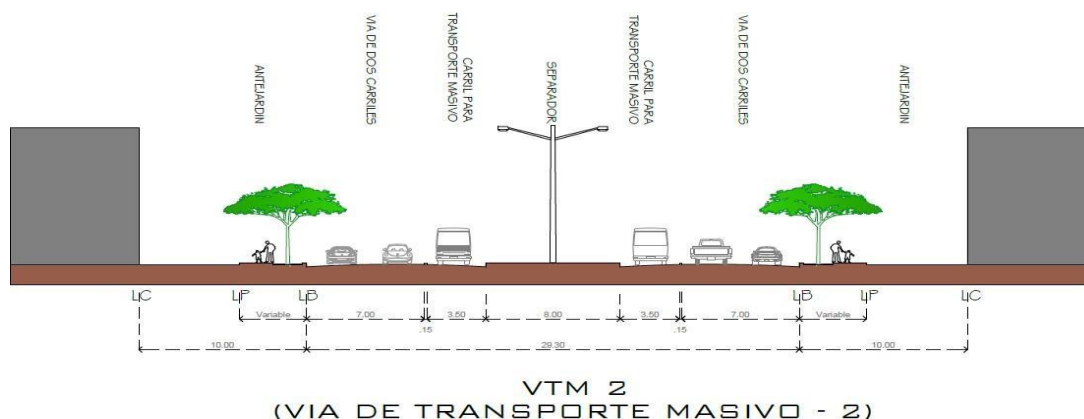 ANTEJARDIN
VIA DE DOS CARRILES
CARRIL PARA
TRANSPORTE MASIVO
SEPARADOR
CARRIL PARA
TRANSPORTE MASIVO
VIA DE DOS CARRILES
ANTEJARDIN
LC LP LB LB LP LC
Variable 7.00 3.50 8.00 3.50 7.00 Variable
.15 .15
10.00 29.30 10.00
VTM 2
(VIA DE TRANSPORTE MASIVO - 2)